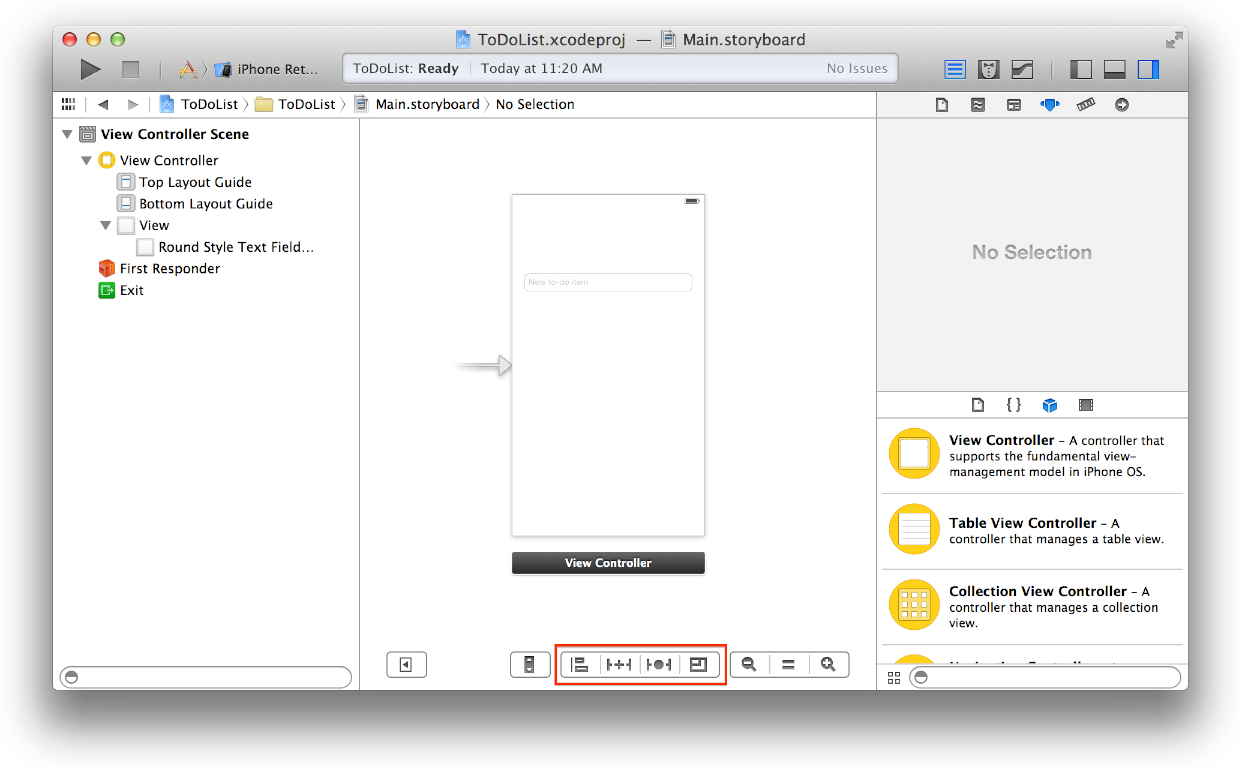 ToDoList.xcodeproj — Main.storyboard
iPhone Ret...
ToDoList: Ready
Today at 11:20 AM
No Issues
ToDoList
ToDoList
Main.storyboard
No Selection
View Controller Scene
View Controller
Top Layout Guide
Bottom Layout Guide
View
Round Style Text Field...
First Responder
Exit
New to-do item
View Controller
No Selection
{ }
View Controller – A controller that
supports the fundamental view-
management model in iPhone OS.
Table View Controller – A
controller that manages a table view.
Collection View Controller – A
controller that manages a collection
view.